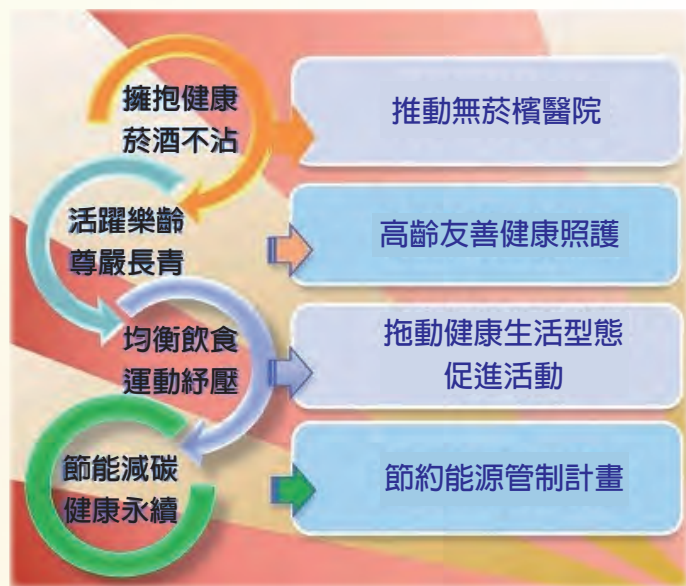 擁抱健康
菸酒不沾
推動無菸檳醫院
活躍樂齡
尊嚴長青
高齡友善健康照護
均衡飲食
運動紓壓
拖動健康生活型態
促進活動
節能減碳
健康永續
節約能源管制計畫